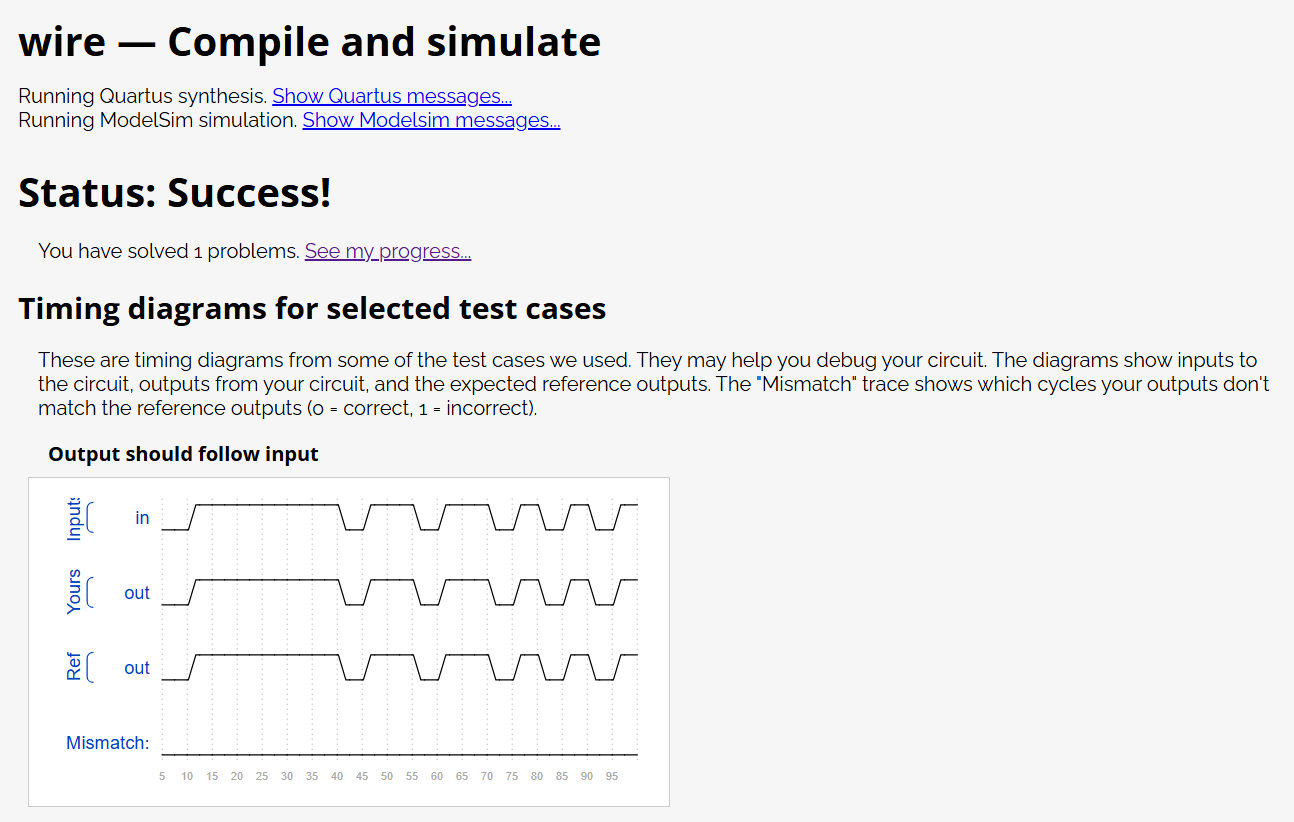 wire — Compile and simulate
Running Quartus synthesis. Show Quartus messages...
Running ModelSim simulation. Show Modelsim messages...
Status: Success!
You have solved 1 problems. See my progress...
Timing diagrams for selected test cases
These are timing diagrams from some of the test cases we used. They may help you debug your circuit. The diagrams show inputs to
the circuit, outputs from your circuit, and the expected reference outputs. The "Mismatch" trace shows which cycles your outputs don't
match the reference outputs (0 = correct, 1 = incorrect).
Output should follow input
Inputs
in
Yours
out
Ref
out
Mismatch:
5 10 15 20 25 30 35 40 45 50 55 60 65 70 75 80 85 90 95